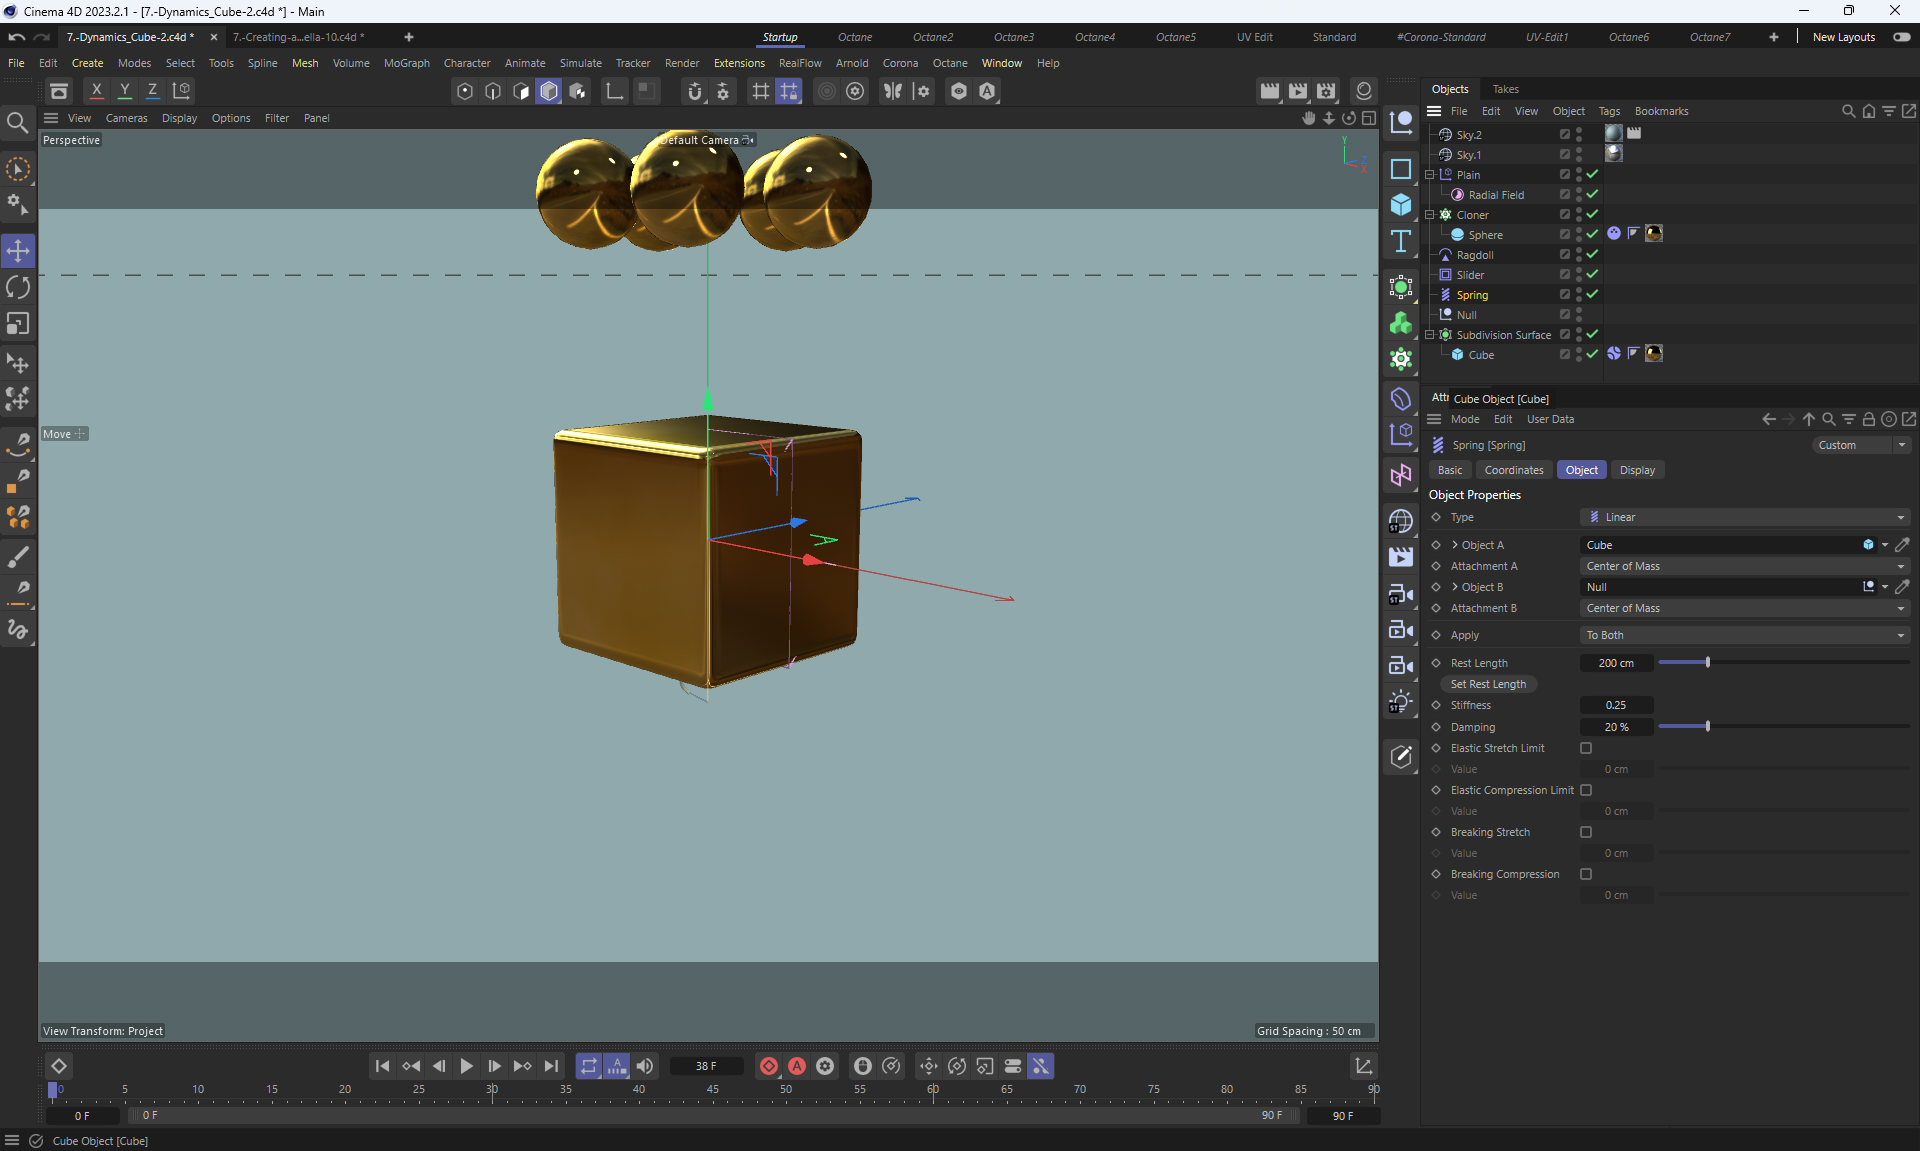 Cinema 4D 2023.2.1 - [7.-Dynamics_Cube-2.c4d *] - Main
7.-Dynamics_Cube-2.c4d *
7.-Creating-a...ella-10.c4d *
Startup Octane Octane2 Octane3 Octane4 Octane5 UV Edit Standard #Corona-Standard UV-Edit1 Octane6 Octane7 New Layouts
File Edit Create Modes Select Tools Spline Mesh Volume MoGraph Character Animate Simulate Tracker Render Extensions RealFlow Arnold Corona Octane Window Help
X Y Z
View Cameras Display Options Filter Panel
Perspective
Default Camera
Y
Z
X
Move
View Transform: Project
Grid Spacing : 50 cm
T
ST
ST
ST
Objects Takes
File Edit View Object Tags Bookmarks
Sky.2
Sky.1
Plain
Radial Field
Cloner
Sphere
Ragdoll
Slider
Spring
Null
Subdivision Surface
Cube
Attr
Cube Object [Cube]
Mode Edit User Data
Spring [Spring]
Custom
Basic Coordinates Object Display
Object Properties
Type Linear
Object A Cube
Attachment A Center of Mass
Object B Null
Attachment B Center of Mass
Apply To Both
Rest Length 200 cm
Set Rest Length
Stiffness 0.25
Damping 20 %
Elastic Stretch Limit
Value 0 cm
Elastic Compression Limit
Value 0 cm
Breaking Stretch
Value 0 cm
Breaking Compression
Value 0 cm
38 F
0 5 10 15 20 25 30 35 40 45 50 55 60 65 70 75 80 85 90
0 F 0 F 90 F 90 F
Cube Object [Cube]